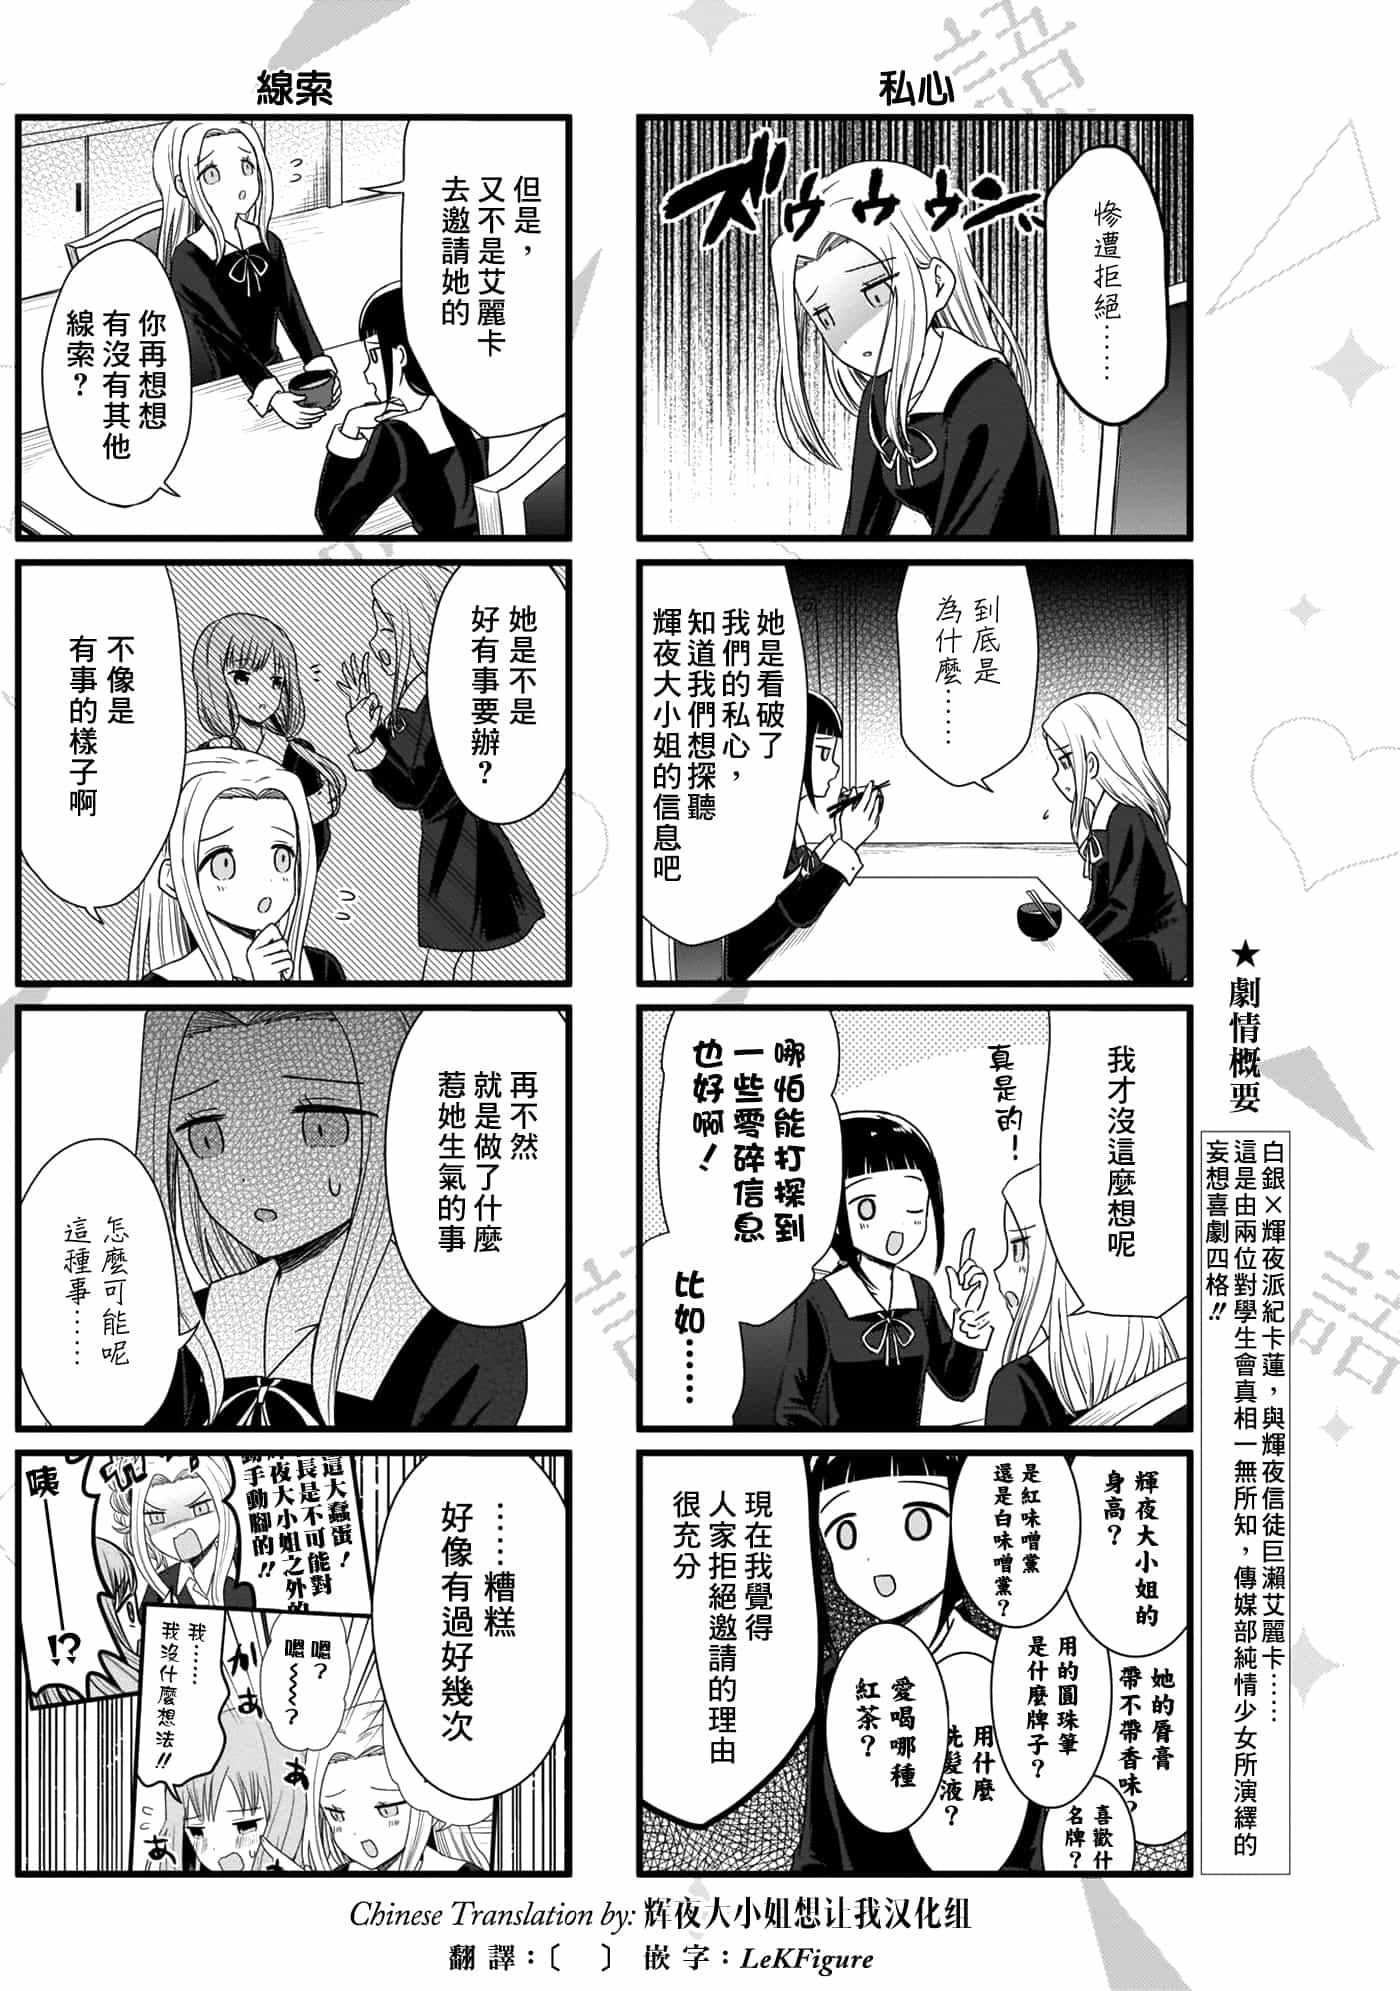 私心
慘遭拒絕……
ズゥゥゥン
到底是
為什麼……
她是看破了
我們的私心，
知道我們想探聽
輝夜大小姐的信息吧
我才沒這麼想呢
真是的！
哪怕能打探到
一些零碎信息
也好啊！
比如……
輝夜大小姐的
身高？
她的唇膏
帶不帶香味？
喜歡什
名牌？
是紅味噌黨
還是白味噌黨？
用的圓珠筆
是什麼牌子？
用什麼
洗髮液？
愛喝哪種
紅茶？
現在我覺得
人家拒絕邀請的理由
很充分
線索
但是，
又不是艾麗卡
去邀請她的
你再想想
有沒有其他
線索？
她是不是
好有事要辦？
不像是
有事的樣子啊
再不然
就是做了什麼
惹她生氣的事
怎麼可能呢
這種事……
……糟糕
好像有過好幾次
這大蠢蛋！
長是不可能對
輝夜大小姐之外的
動手動腳的!!
咦——!?
嗯？
嗯~~~？
我……
我沒什麼想法!!
かぁぁぁ
★劇情概要
白銀×輝夜派紀卡蓮，與輝夜信徒巨瀨艾麗卡……
這是由兩位對學生會真相一無所知，傳媒部純情少女所演繹的
妄想喜劇四格!!
Chinese Translation by: 辉夜大小姐想让我汉化组
翻譯：〔 〕 嵌字：LeKFigure